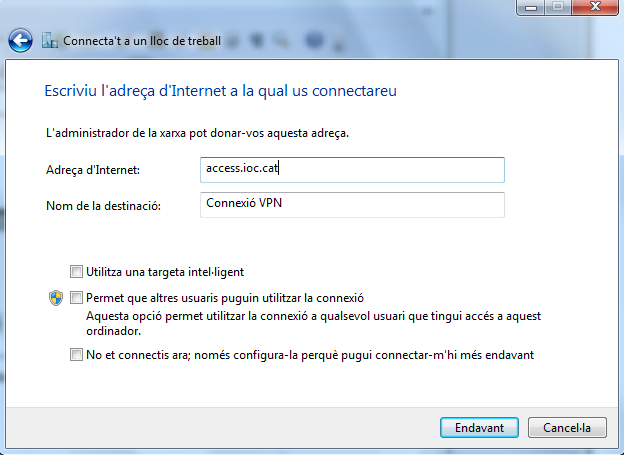 Connecta't a un lloc de treball
Escriviu l'adreça d'Internet a la qual us connectareu
L'administrador de la xarxa pot donar-vos aquesta adreça.
Adreça d'Internet: access.ioc.cat
Nom de la destinació: Connexió VPN
Utilitza una targeta intel·ligent
Permet que altres usuaris puguin utilitzar la connexió
Aquesta opció permet utilitzar la connexió a qualsevol usuari que tingui accés a aquest
ordinador.
No et connectis ara; només configura-la perquè pugui connectar-m'hi més endavant
Endavant Cancel·la